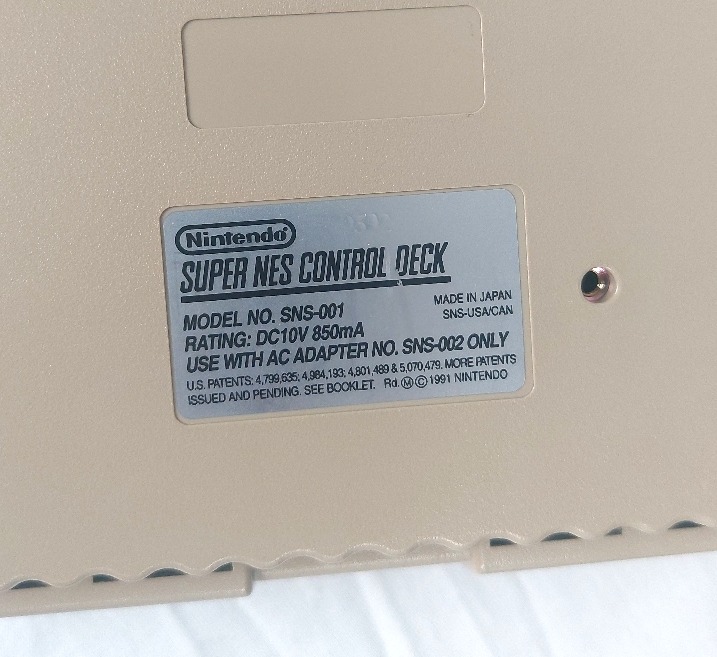 Nintendo®
SUPER NES CONTROL DECK
MODEL NO. SNS-001
MADE IN JAPAN
RATING: DC10V 850mA
SNS-USA/CAN
USE WITH AC ADAPTER NO. SNS-002 ONLY
U.S. PATENTS: 4,799,635; 4,984,193; 4,801,489 & 5,070,479. MORE PATENTS
ISSUED AND PENDING. SEE BOOKLET. Rd. Ⓜ © 1991 NINTENDO